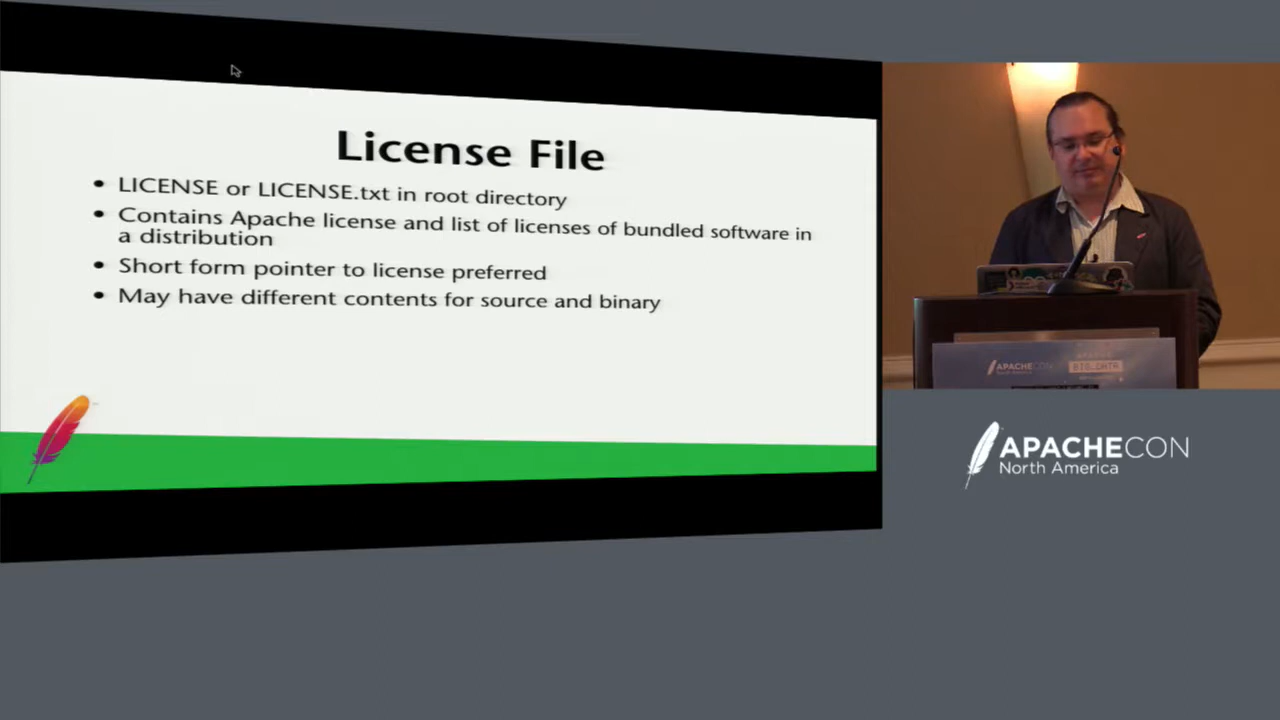 License File
• LICENSE or LICENSE.txt in root directory
• Contains Apache license and list of licenses of bundled software in
a distribution
• Short form pointer to license preferred
• May have different contents for source and binary
APACHECON
North America
APACHECON
BIG_DATA